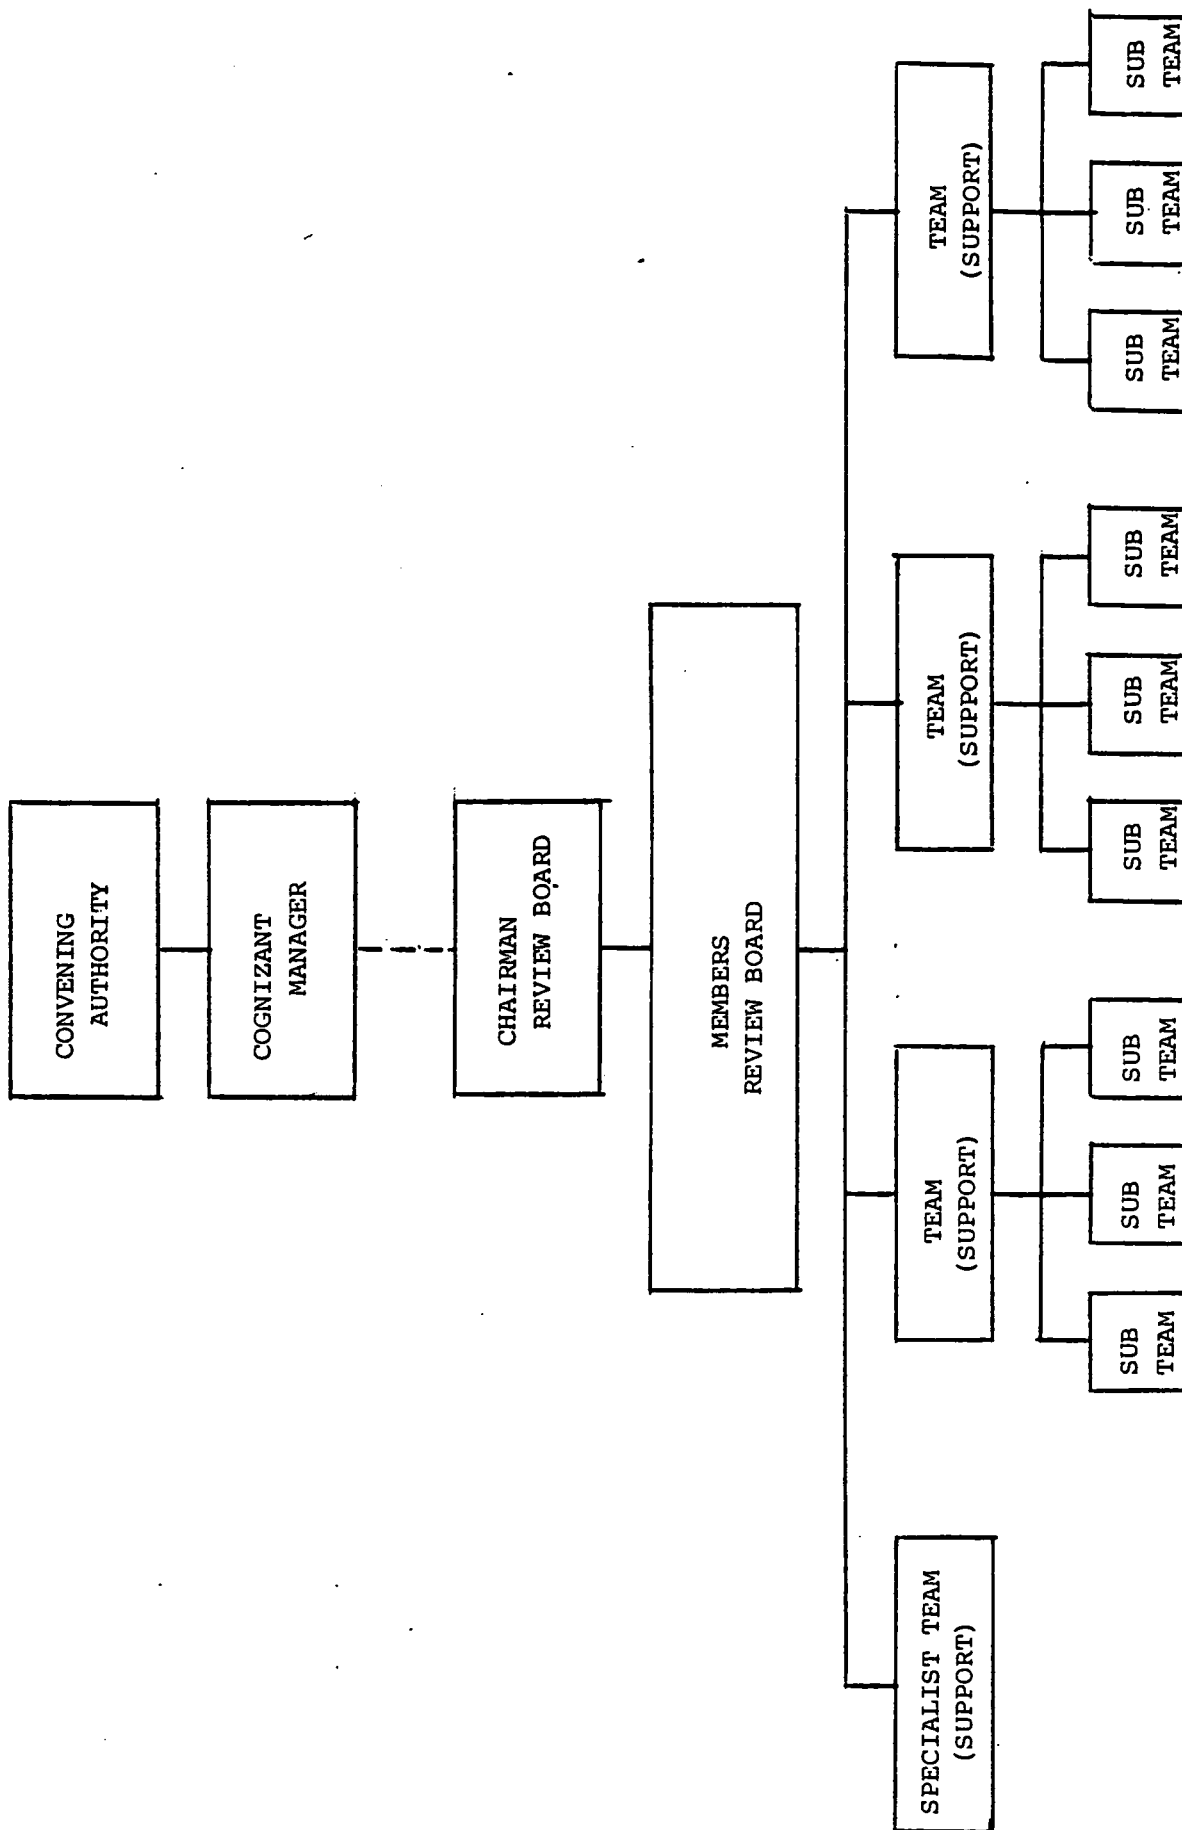 CONVENING
AUTHORITY
COGNIZANT
MANAGER
CHAIRMAN
REVIEW BOARD
MEMBERS
REVIEW BOARD
SPECIALIST TEAM
(SUPPORT)
TEAM
(SUPPORT)
TEAM
(SUPPORT)
TEAM
(SUPPORT)
SUB
TEAM
SUB
TEAM
SUB
TEAM
SUB
TEAM
SUB
TEAM
SUB
TEAM
SUB
TEAM
SUB
TEAM
SUB
TEAM